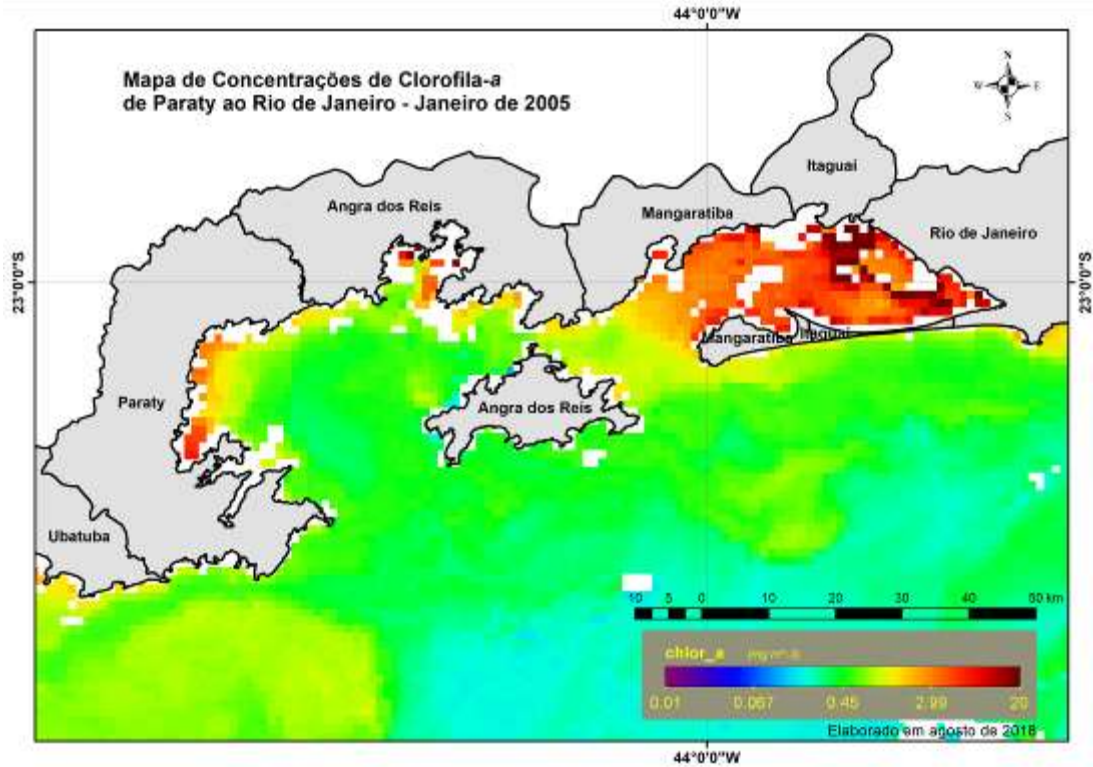 44°0'0"W
Mapa de Concentrações de Clorofila-a
de Paraty ao Rio de Janeiro - Janeiro de 2005
N
W E
S
Itaguai
Angra dos Reis
Mangaratiba
Rio de Janeiro
23°0'0"S
23°0'0"S
Mangaratiba
Itaguai
Paraty
Angra dos Reis
Ubatuba
10 5 0 10 20 30 40 50 km
chlor_a
0.01 0.067 0.45 2.99 20
Elaborado em agosto de 2018
44°0'0"W